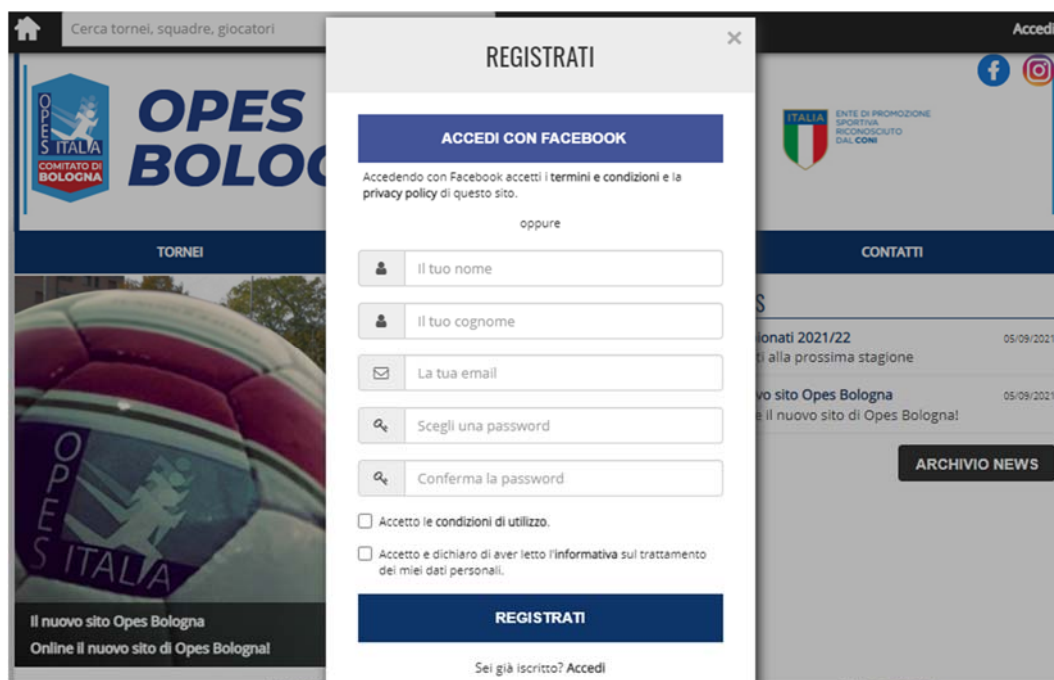 Cerca tornei, squadre, giocatori
Accedi
OPES
ITALIA
COMITATO DI
BOLOGNA
OPES
BOLOG
ITALIA
ENTE DI PROMOZIONE
SPORTIVA
RICONOSCIUTO
DAL CONI
TORNEI
CONTATTI
REGISTRATI
×
ACCEDI CON FACEBOOK
Accedendo con Facebook accetti i termini e condizioni e la
privacy policy di questo sito.
oppure
Il tuo nome
Il tuo cognome
La tua email
Scegli una password
Conferma la password
Accetto le condizioni di utilizzo.
Accetto e dichiaro di aver letto l'informativa sul trattamento
dei miei dati personali.
REGISTRATI
Sei già iscritto? Accedi
OPES ITALIA
Il nuovo sito Opes Bologna
Online il nuovo sito di Opes Bologna!
S
ionati 2021/22
05/09/2021
ti alla prossima stagione
vo sito Opes Bologna
05/09/2021
e il nuovo sito di Opes Bologna!
ARCHIVIO NEWS